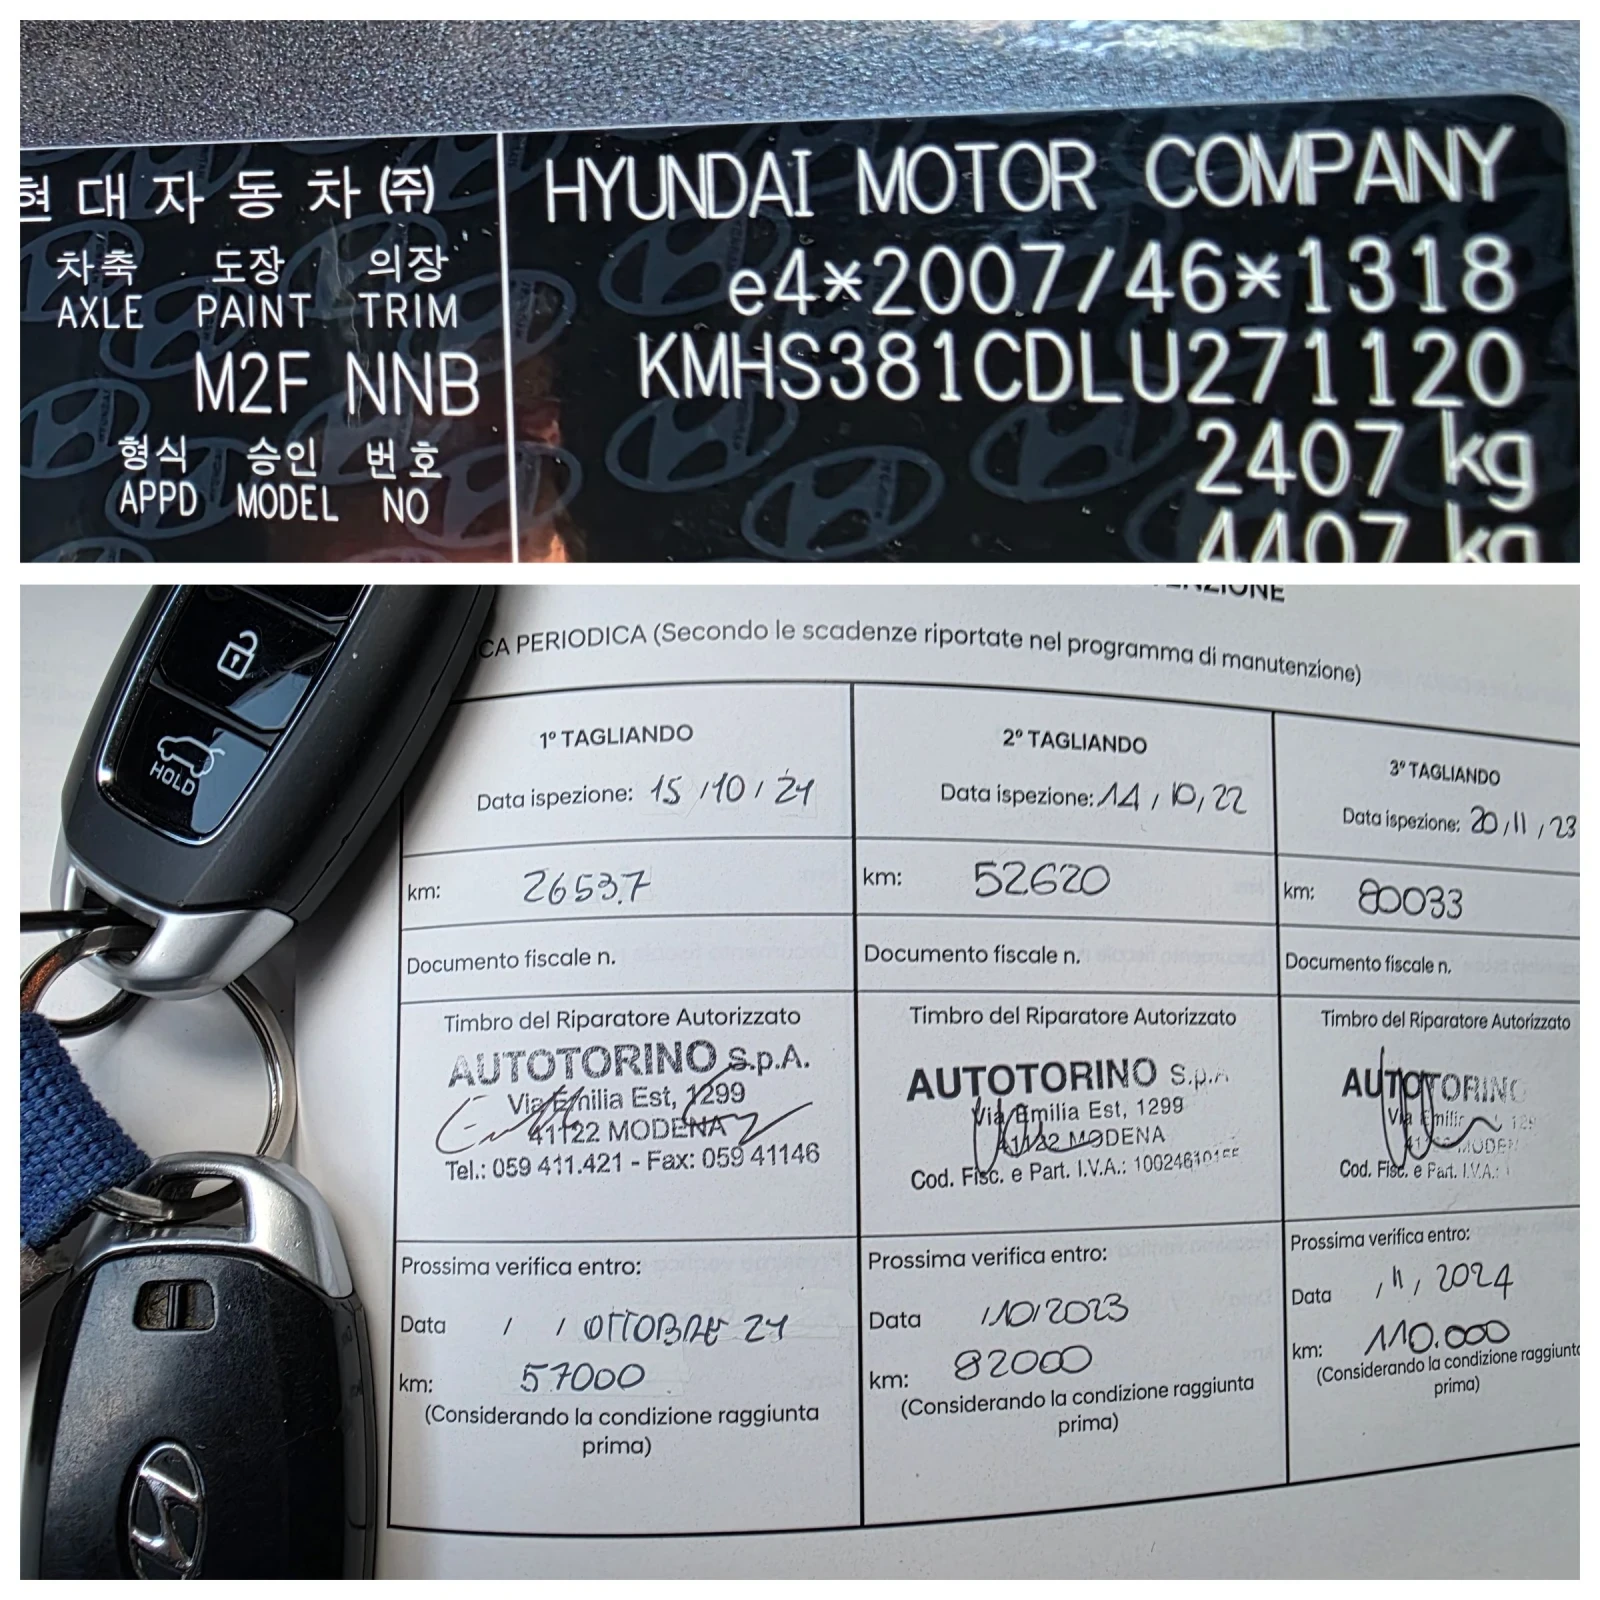 현대자동차(주)
HYUNDAI MOTOR COMPANY
차축 도장 의장
AXLE PAINT TRIM
e4*2007/46*1318
M2F NNB
KMHS381CDLU271120
2407 kg
형식 승인 번호
APPD MODEL NO
4407 kg
HOLD
CA PERIODICA (Secondo le scadenze riportate nel programma di manutenzione)
1° TAGLIANDO
Data ispezione: 15/10/21
km: 26537
Documento fiscale n.
Timbro del Riparatore Autorizzato
AUTOTORINO S.p.A.
Via Emilia Est, 1299
41122 MODENA
Tel.: 059 411.421 - Fax: 059 41146
Prossima verifica entro:
Data / / OTTOBRE
km: 57000
(Considerando la condizione raggiunta
prima)
2° TAGLIANDO
Data ispezione: 14/10/22
km: 52620
Documento fiscale n.
Timbro del Riparatore Autorizzato
AUTOTORINO S.p.A
Via Emilia Est, 1299
41122 MODENA
Cod. Fisc. e Part. I.V.A.:
Prossima verifica entro:
Data /10/2023
km: 82000
(Considerando la condizione raggiunta
prima)
3° TAGLIANDO
Data ispezione: 20/11/23
km: 80033
Documento fiscale n.
Timbro del Riparatore Autorizzato
AUTOTORINO
Via Emilia
MODEN
Cod. Fisc. e Part. I.V.A.:
Prossima verifica entro:
Data /11/2024
km: 110.000
(Considerando la condizione raggiunta
prima)